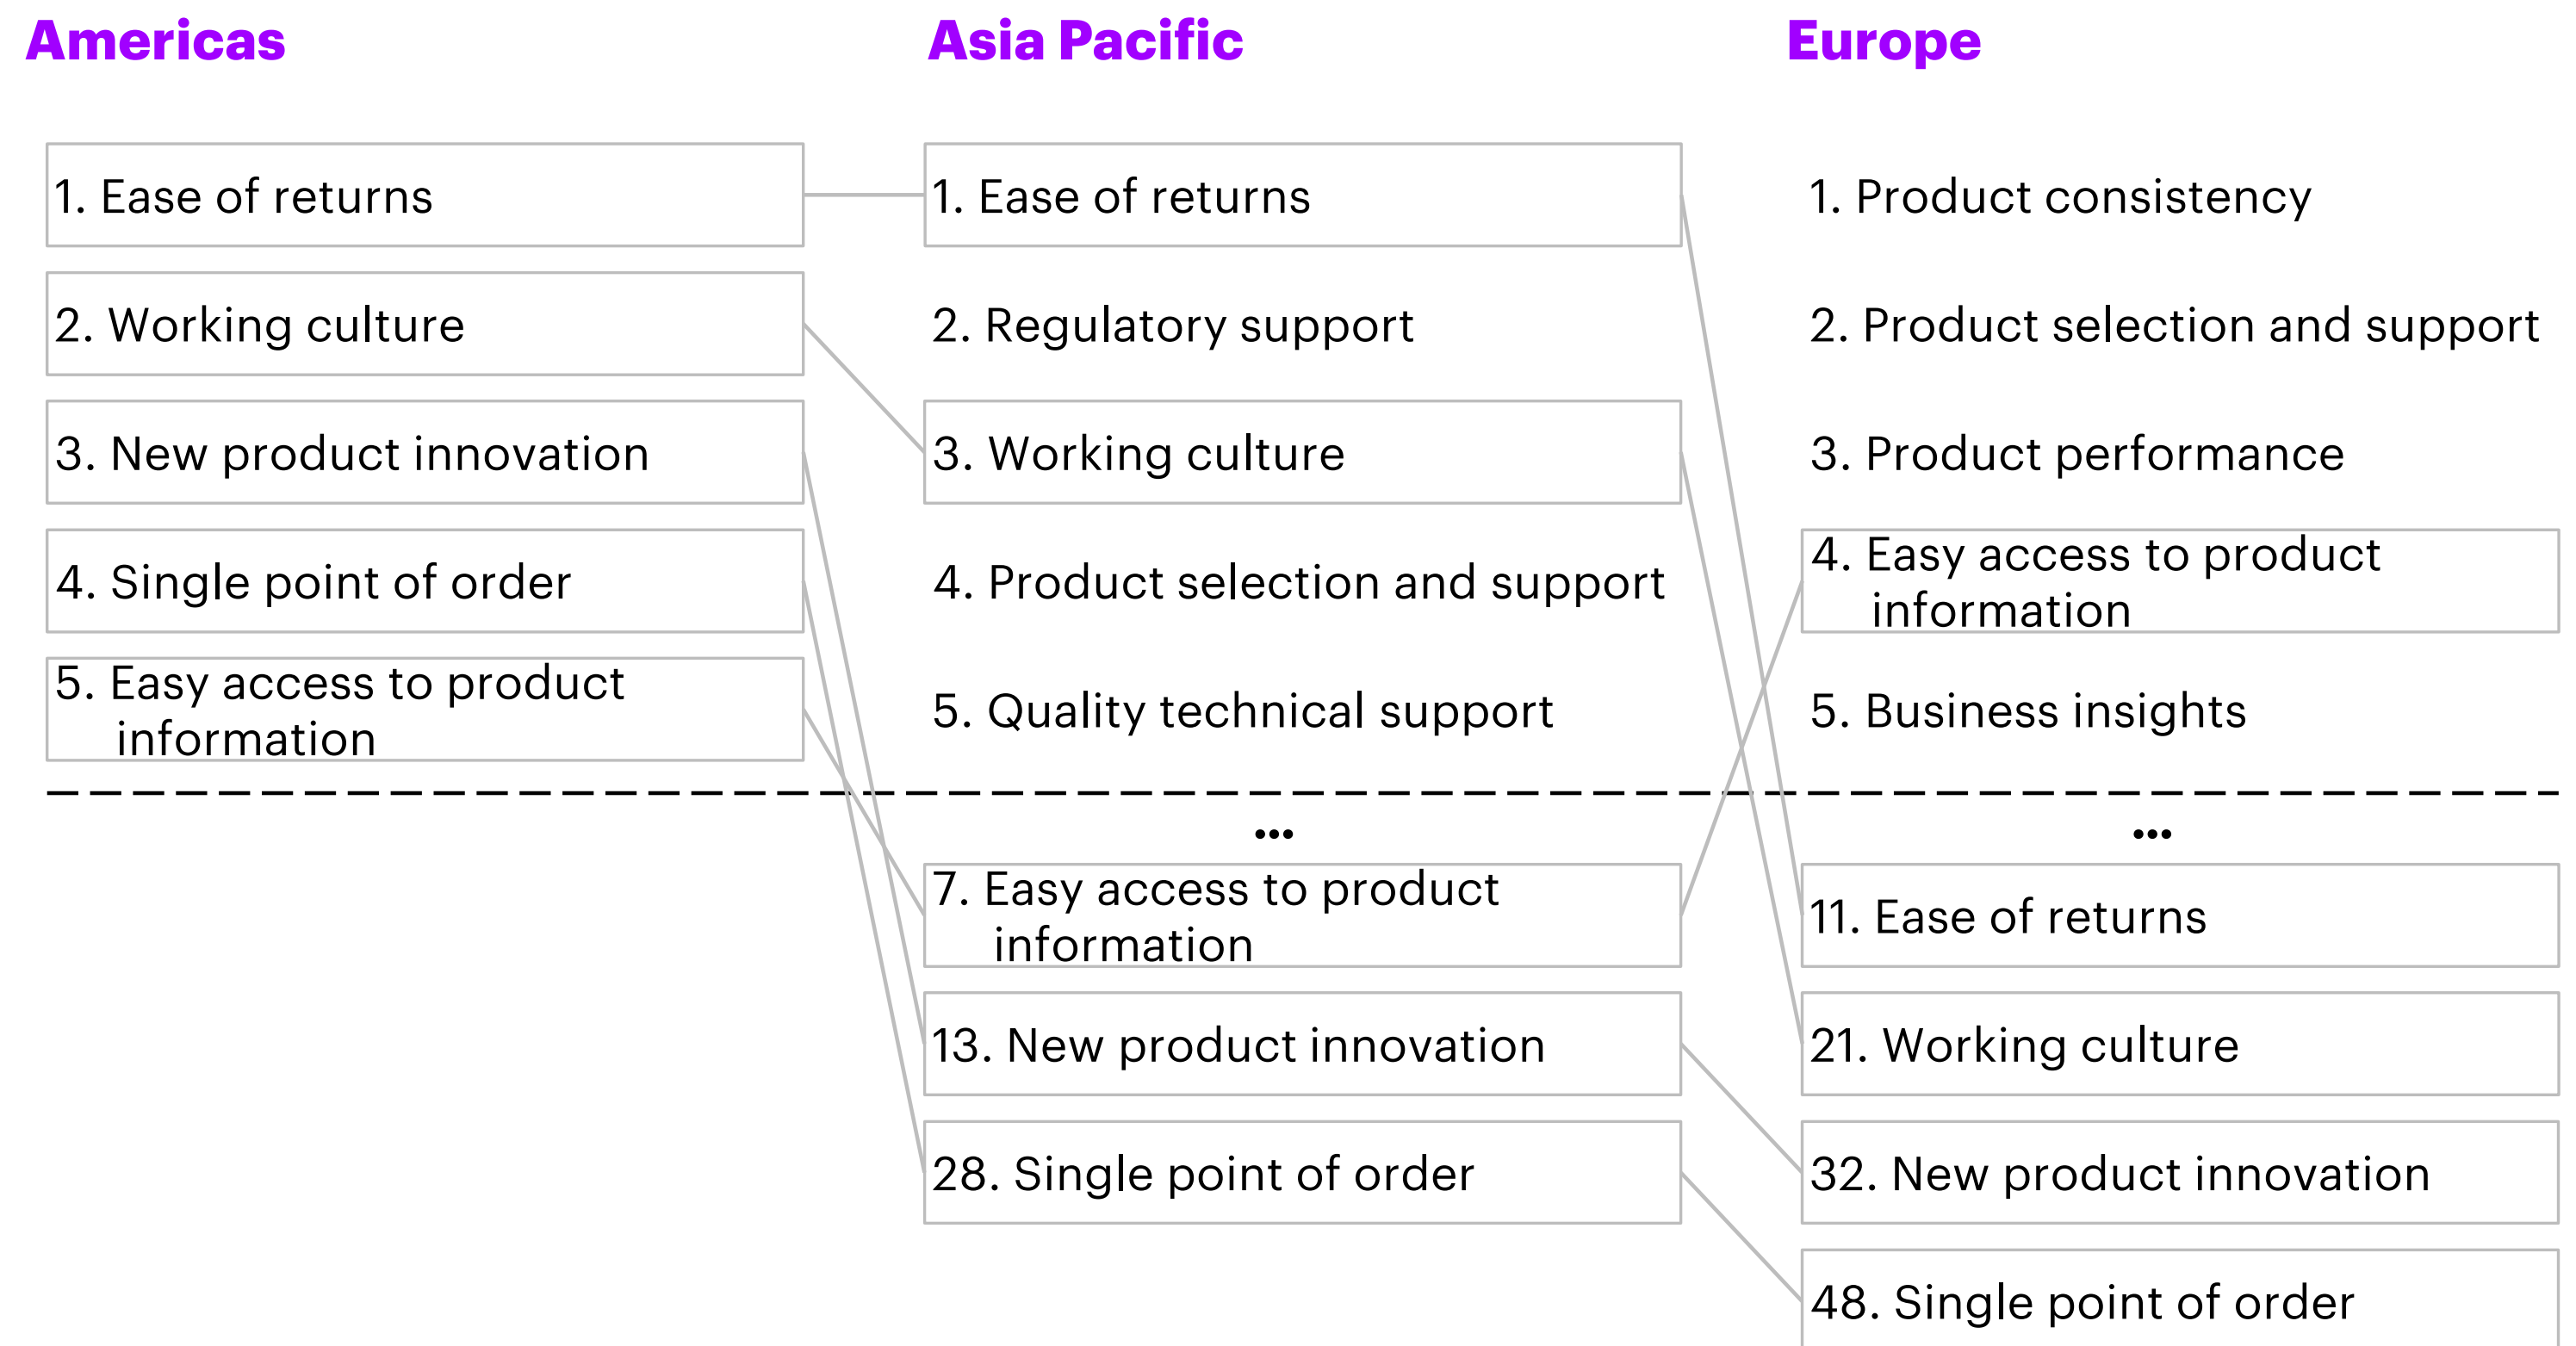 Americas
1. Ease of returns
2. Working culture
3. New product innovation
4. Single point of order
5. Easy access to product
information
Asia Pacific
1. Ease of returns
2. Regulatory support
3. Working culture
4. Product selection and support
5. Quality technical support
...
7. Easy access to product
information
13. New product innovation
28. Single point of order
Europe
1. Product consistency
2. Product selection and support
3. Product performance
4. Easy access to product
information
5. Business insights
...
11. Ease of returns
21. Working culture
32. New product innovation
48. Single point of order